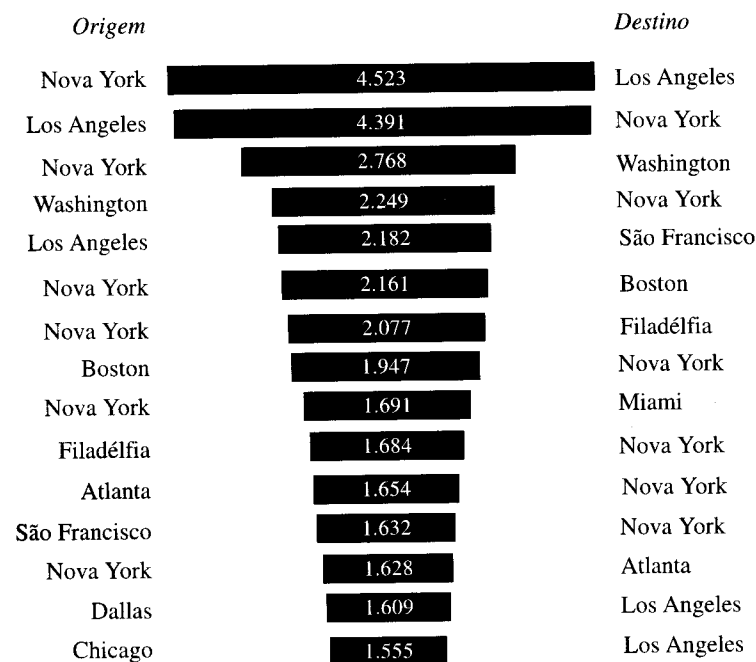 Origem Destino
Nova York 4.523 Los Angeles
Los Angeles 4.391 Nova York
Nova York 2.768 Washington
Washington 2.249 Nova York
Los Angeles 2.182 São Francisco
Nova York 2.161 Boston
Nova York 2.077 Filadélfia
Boston 1.947 Nova York
Nova York 1.691 Miami
Filadélfia 1.684 Nova York
Atlanta 1.654 Nova York
São Francisco 1.632 Nova York
Nova York 1.628 Atlanta
Dallas 1.609 Los Angeles
Chicago 1.555 Los Angeles